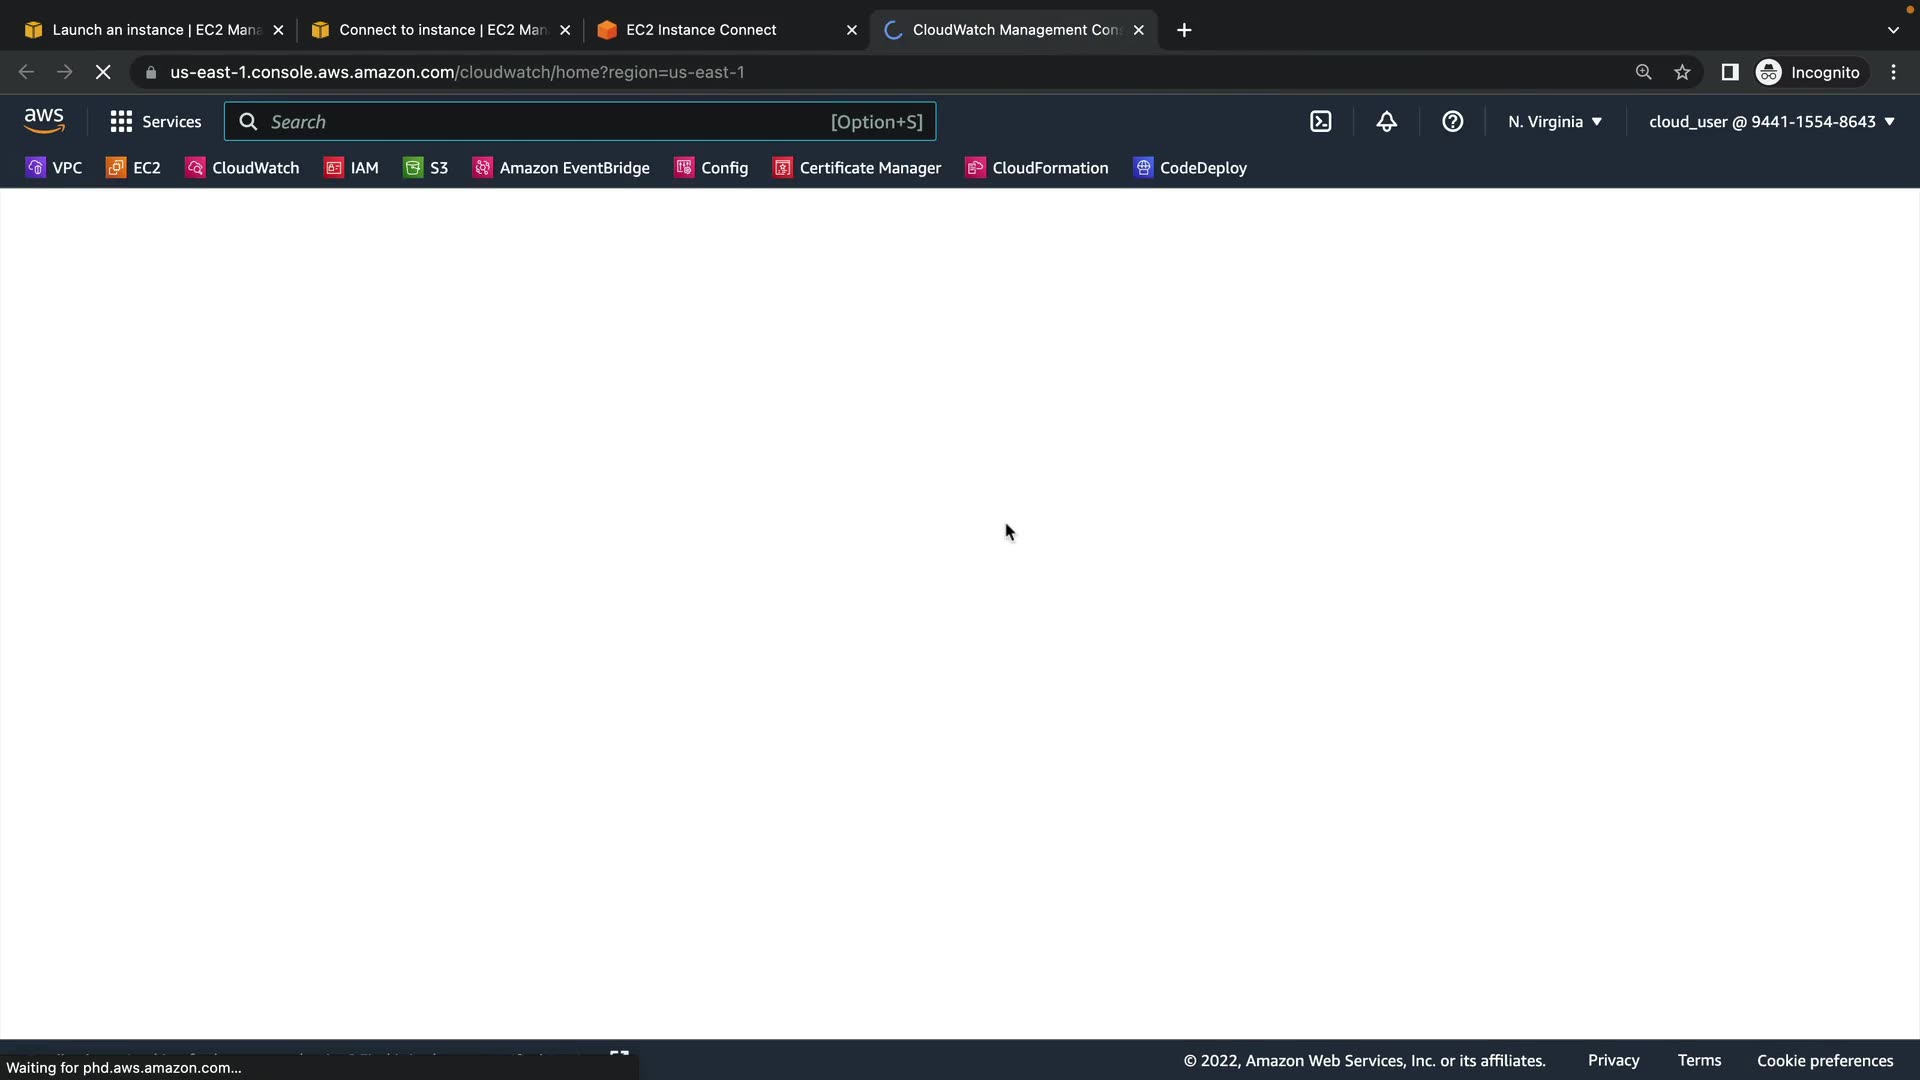 Launch an instance | EC2 Mana
Connect to instance | EC2 Man
EC2 Instance Connect
CloudWatch Management Con
us-east-1.console.aws.amazon.com/cloudwatch/home?region=us-east-1
Incognito
aws
Services
Search
[Option+S]
N. Virginia
cloud_user @ 9441-1554-8643
VPC
EC2
CloudWatch
IAM
S3
Amazon EventBridge
Config
Certificate Manager
CloudFormation
CodeDeploy
© 2022, Amazon Web Services, Inc. or its affiliates.
Privacy
Terms
Cookie preferences
Waiting for phd.aws.amazon.com...